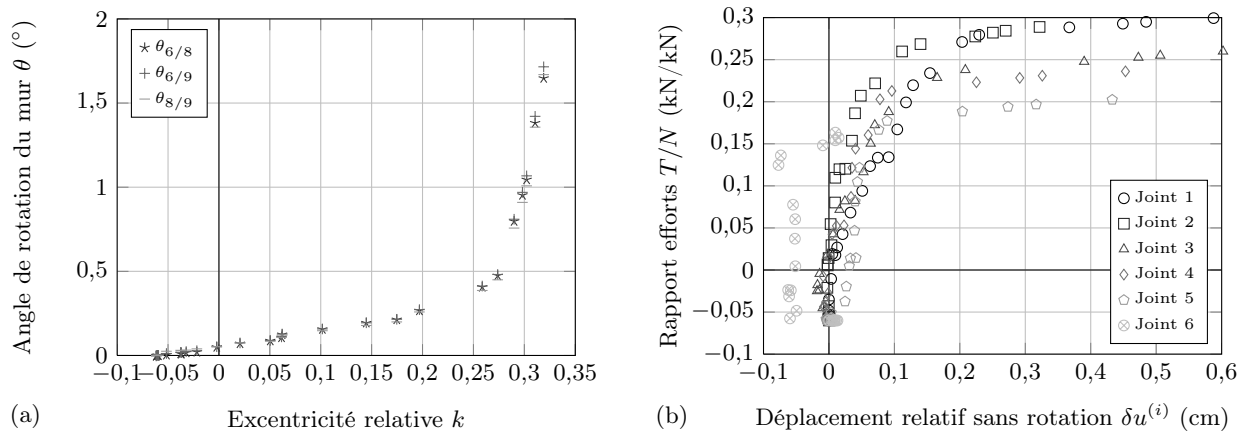 Angle de rotation du mur θ (°)
2
1,5
1
0,5
0
θ6/8
θ6/9
θ8/9
−0,1 −0,05 0 0,05 0,1 0,15 0,2 0,25 0,3 0,35
(a) Excentricité relative k
Rapport efforts T/N (kN/kN)
0,3
0,25
0,2
0,15
0,1
0,05
0
−0,05
−0,1
Joint 1
Joint 2
Joint 3
Joint 4
Joint 5
Joint 6
−0,1 0 0,1 0,2 0,3 0,4 0,5 0,6
(b) Déplacement relatif sans rotation δu(i) (cm)